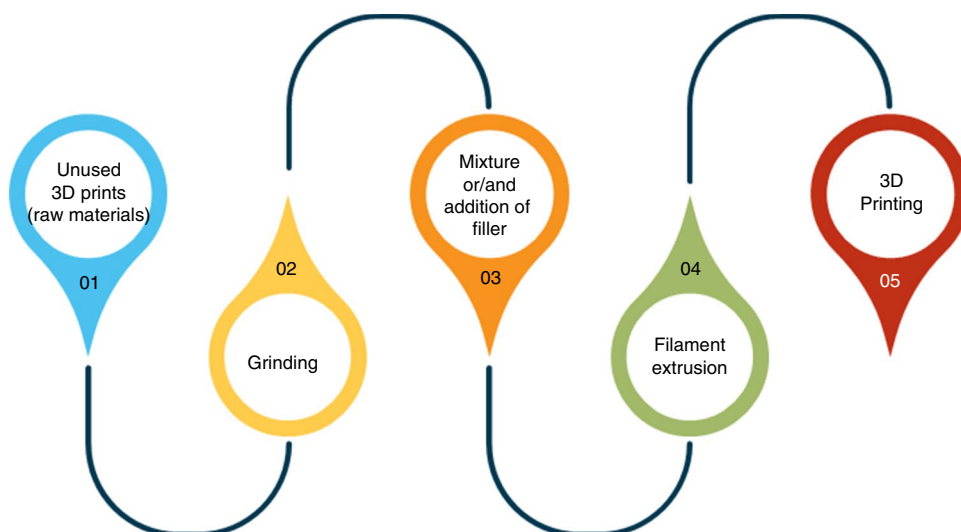 Unused
3D prints
(raw materials)
01
02
Grinding
Mixture
or/and
addition of
filler
03
04
Filament
extrusion
3D
Printing
05